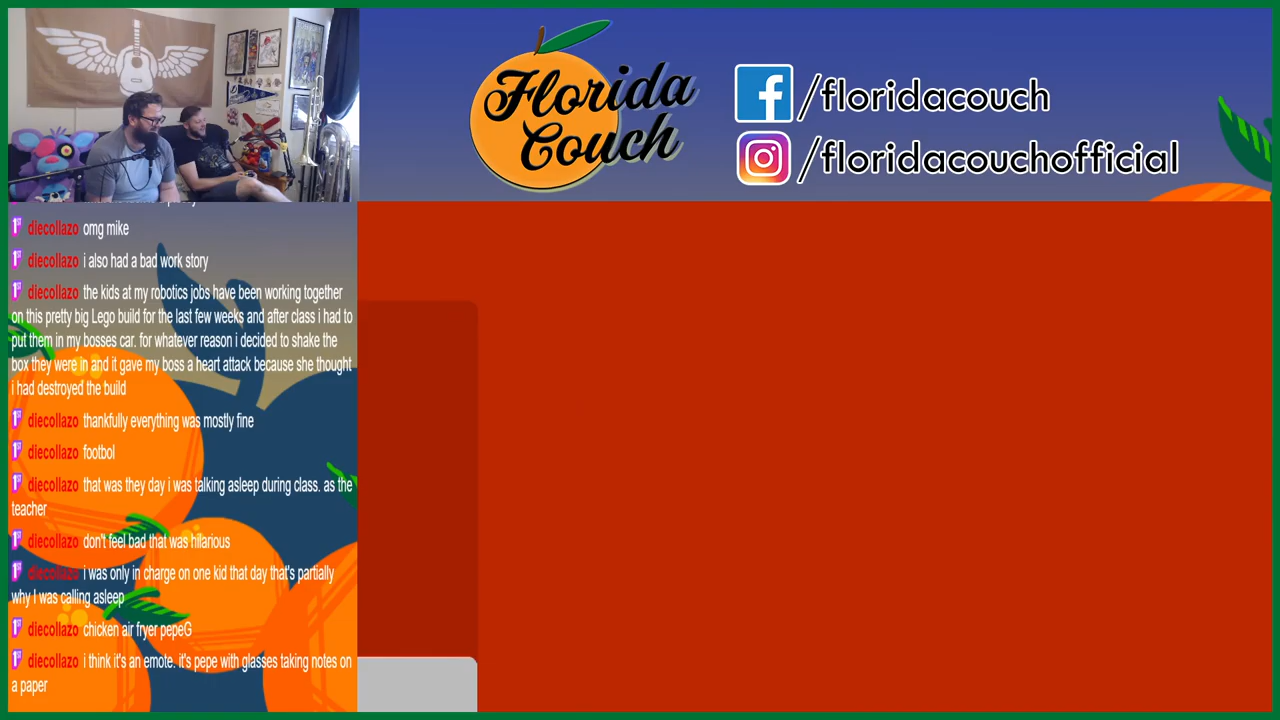 Florida
Couch
/floridacouch
/floridacouchofficial
diecollazo omg mike
diecollazo i also had a bad work story
diecollazo the kids at my robotics jobs have been working together
on this pretty big Lego build for the last few weeks and after class i had to
put them in my bosses car. for whatever reason i decided to shake the
box they were in and it gave my boss a heart attack because she thought
i had destroyed the build
diecollazo thankfully everything was mostly fine
diecollazo footbol
diecollazo that was they day i was talking asleep during class. as the
teacher
diecollazo don't feel bad that was hilarious
diecollazo i was only in charge on one kid that day that's partially
why I was calling asleep
diecollazo chicken air fryer pepeG
diecollazo i think it's an emote. it's pepe with glasses taking notes on
a paper